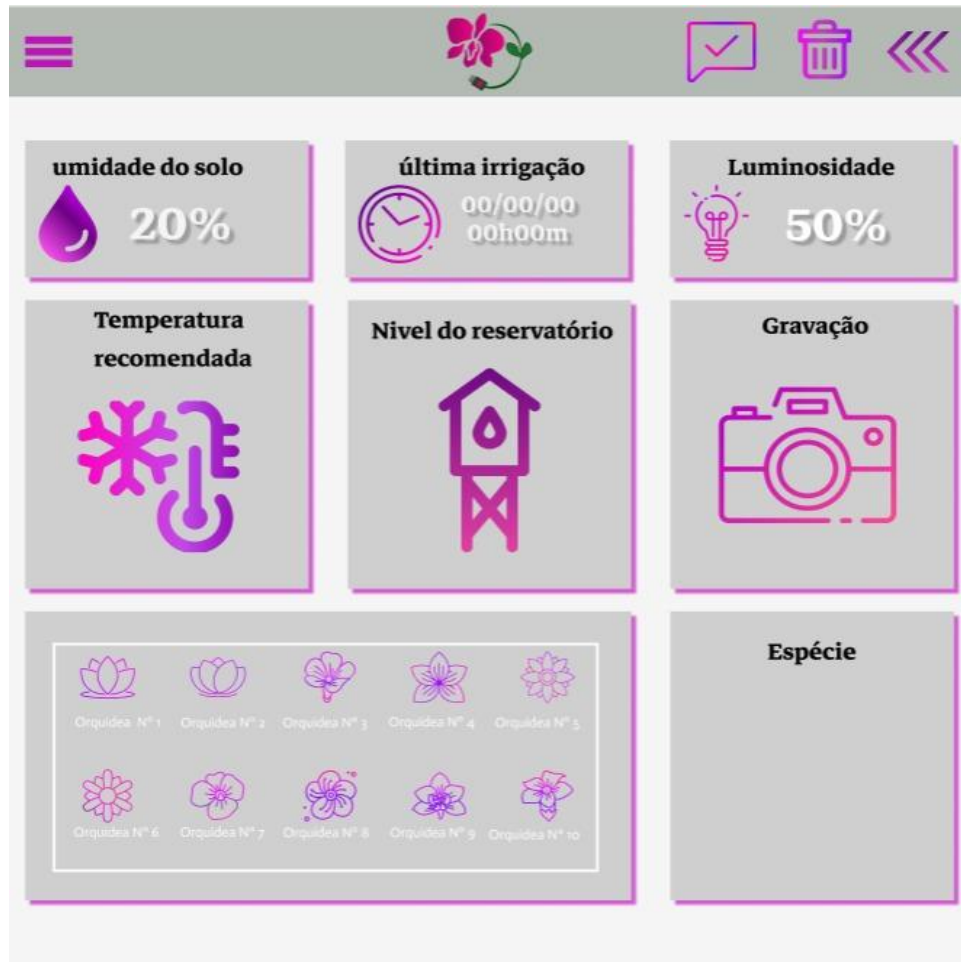 umidade do solo
20%
última irrigação
00/00/00
00h00m
Luminosidade
50%
Temperatura
recomendada
Nivel do reservatório
Gravação
Orquidea Nº 1
Orquidea Nº 2
Orquidea Nº 3
Orquidea Nº 4
Orquidea Nº 5
Orquidea Nº 6
Orquidea Nº 7
Orquidea Nº 8
Orquidea Nº 9
Orquidea Nº 10
Espécie